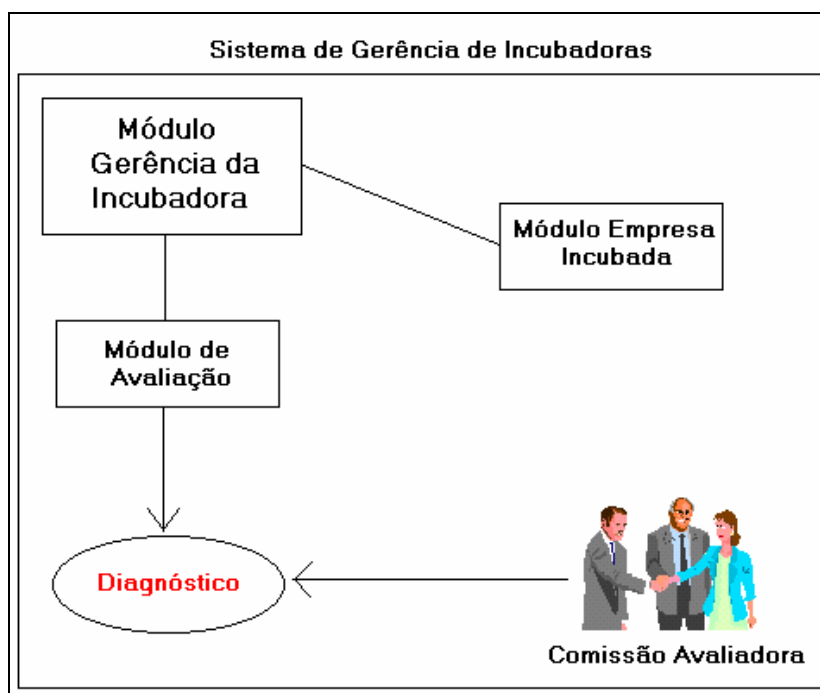 Sistema de Gerência de Incubadoras
Módulo
Gerência da
Incubadora
Módulo Empresa
Incubada
Módulo de
Avaliação
Diagnóstico
Comissão Avaliadora